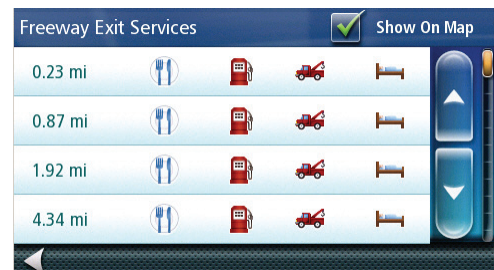 Freeway Exit Services Show On Map
0.23 mi
0.87 mi
1.92 mi
4.34 mi